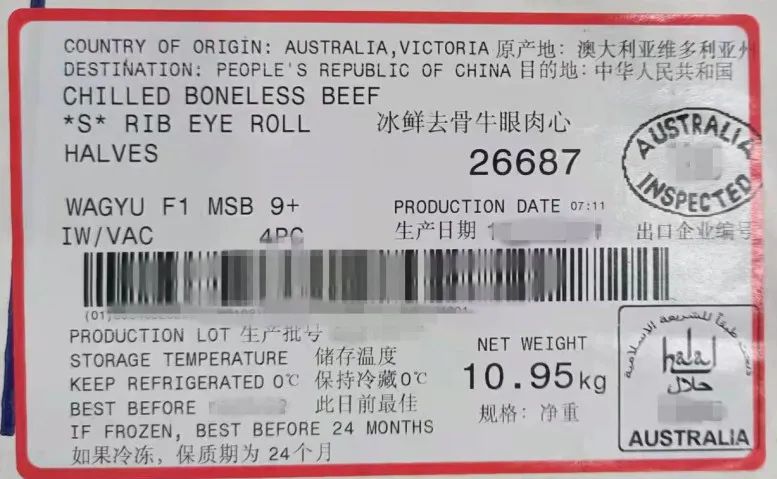 COUNTRY OF ORIGIN: AUSTRALIA,VICTORIA 原产地: 澳大利亚维多利亚州
DESTINATION: PEOPLE'S REPUBLIC OF CHINA 目的地: 中华人民共和国
CHILLED BONELESS BEEF
*S* RIB EYE ROLL 冰鲜去骨牛眼肉心
HALVES 26687
AUSTRALIA
INSPECTED
WAGYU F1 MSB 9+ PRODUCTION DATE 07:11
IW/VAC 4PC 生产日期 出口企业编号
(01)
PRODUCTION LOT 生产批号
STORAGE TEMPERATURE 储存温度
KEEP REFRIGERATED 0℃ 保持冷藏0℃
BEST BEFORE 此日前最佳
IF FROZEN, BEST BEFORE 24 MONTHS
如果冷冻，保质期为24个月
NET WEIGHT
10.95kg
规格: 净重
halal
حلال
AUSTRALIA